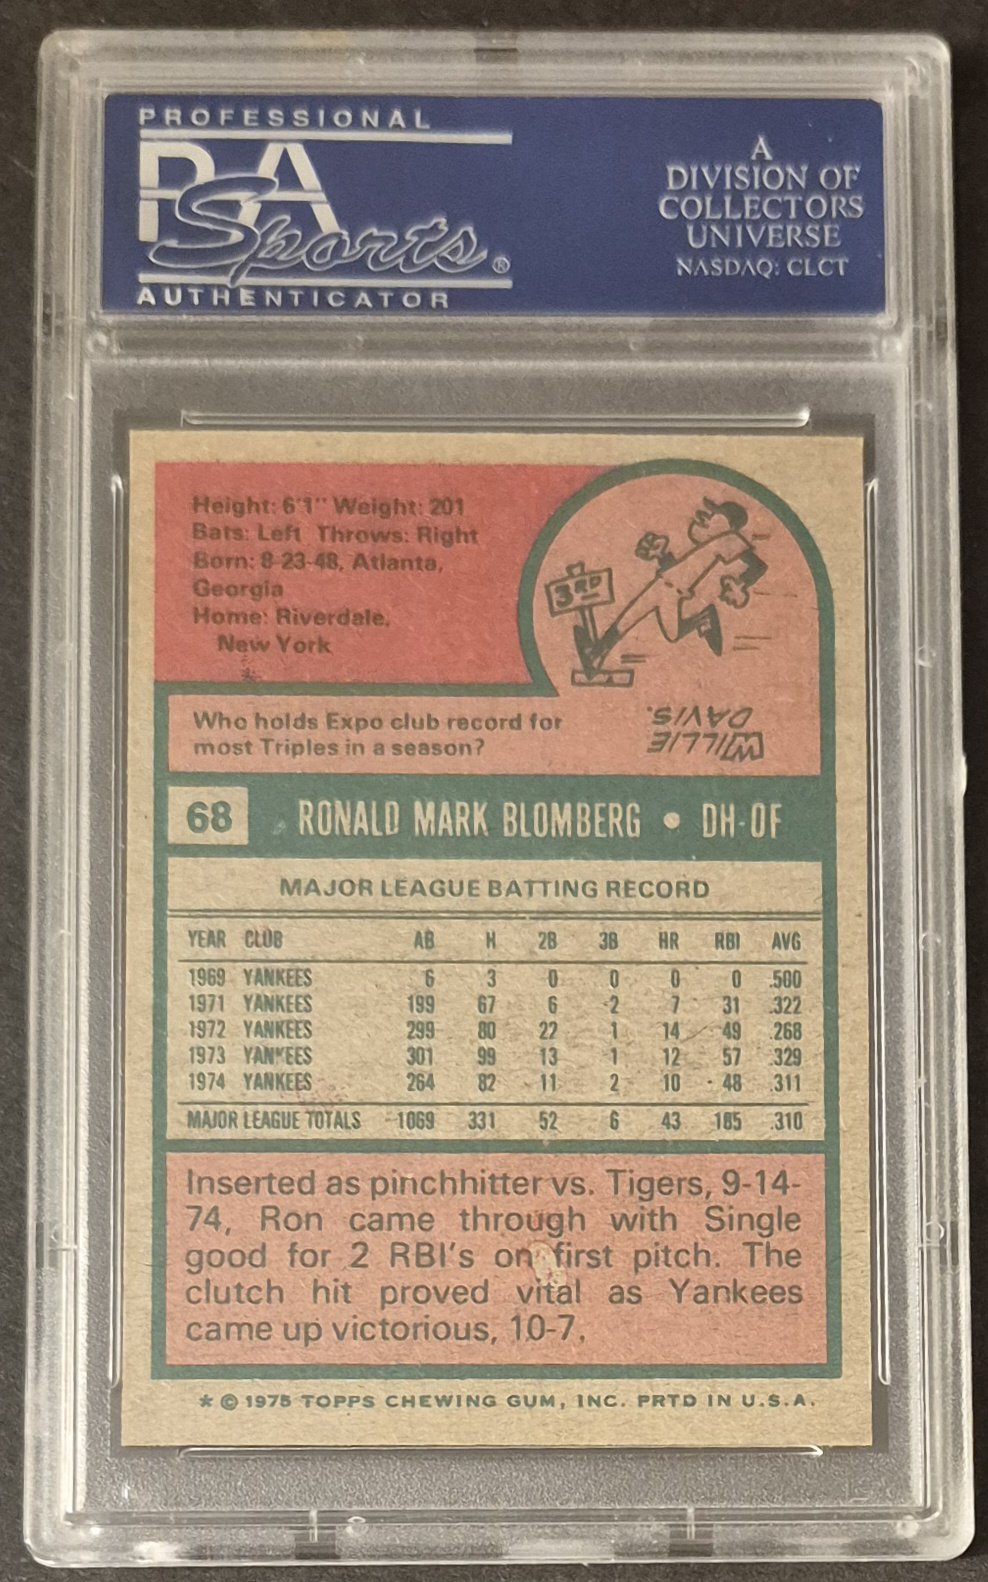 PROFESSIONAL
PSA
Sports®
AUTHENTICATOR
A
DIVISION OF
COLLECTORS
UNIVERSE
NASDAQ: CLCT
Height: 6'1" Weight: 201
Bats: Left Throws: Right
Born: 8-23-48, Atlanta,
Georgia
Home: Riverdale,
New York
3RD
Who holds Expo club record for
most Triples in a season?
WILLIE
DAVIS.
68 RONALD MARK BLOMBERG • DH-OF
MAJOR LEAGUE BATTING RECORD
YEAR CLUB AB H 2B 3B HR RBI AVG
1969 YANKEES 6 3 0 0 0 0 .500
1971 YANKEES 199 67 6 2 7 31 .322
1972 YANKEES 299 80 22 1 14 49 .268
1973 YANKEES 301 99 13 1 12 57 .329
1974 YANKEES 264 82 11 2 10 48 .311
MAJOR LEAGUE TOTALS 1069 331 52 6 43 185 .310
Inserted as pinchhitter vs. Tigers, 9-14-
74, Ron came through with Single
good for 2 RBI's on first pitch. The
clutch hit proved vital as Yankees
came up victorious, 10-7.
* © 1975 TOPPS CHEWING GUM, INC. PRTD IN U.S.A.